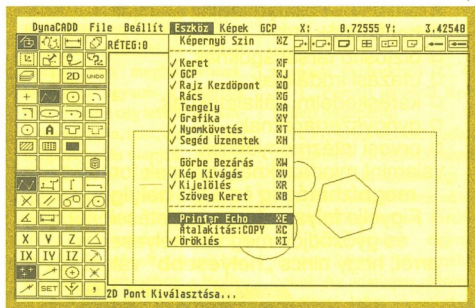 DynaCADD File Beállít Eszköz Képek GCP X: 8.72555 Y: 3.42548
RÉTEG:0
Képernyő Szín ⌘Z
✓ Keret ⌘F
✓ GCP ⌘J
✓ Rajz Kezdőpont ⌘O
Rács ⌘G
Tengely ⌘A
✓ Grafika ⌘Y
✓ Nyomkövetés ⌘T
✓ Segéd Üzenetek ⌘H
Görbe Bezárás ⌘W
✓ Kép Kivágás ⌘V
✓ Kijelölés ⌘R
Szöveg Keret ⌘B
Printer Echo ⌘E
Átalakítás:COPY ⌘C
✓ öröklés ⌘I
2D UNDO
A
X Y Z
IX IY IZ
SET
2D Pont Kiválasztása...